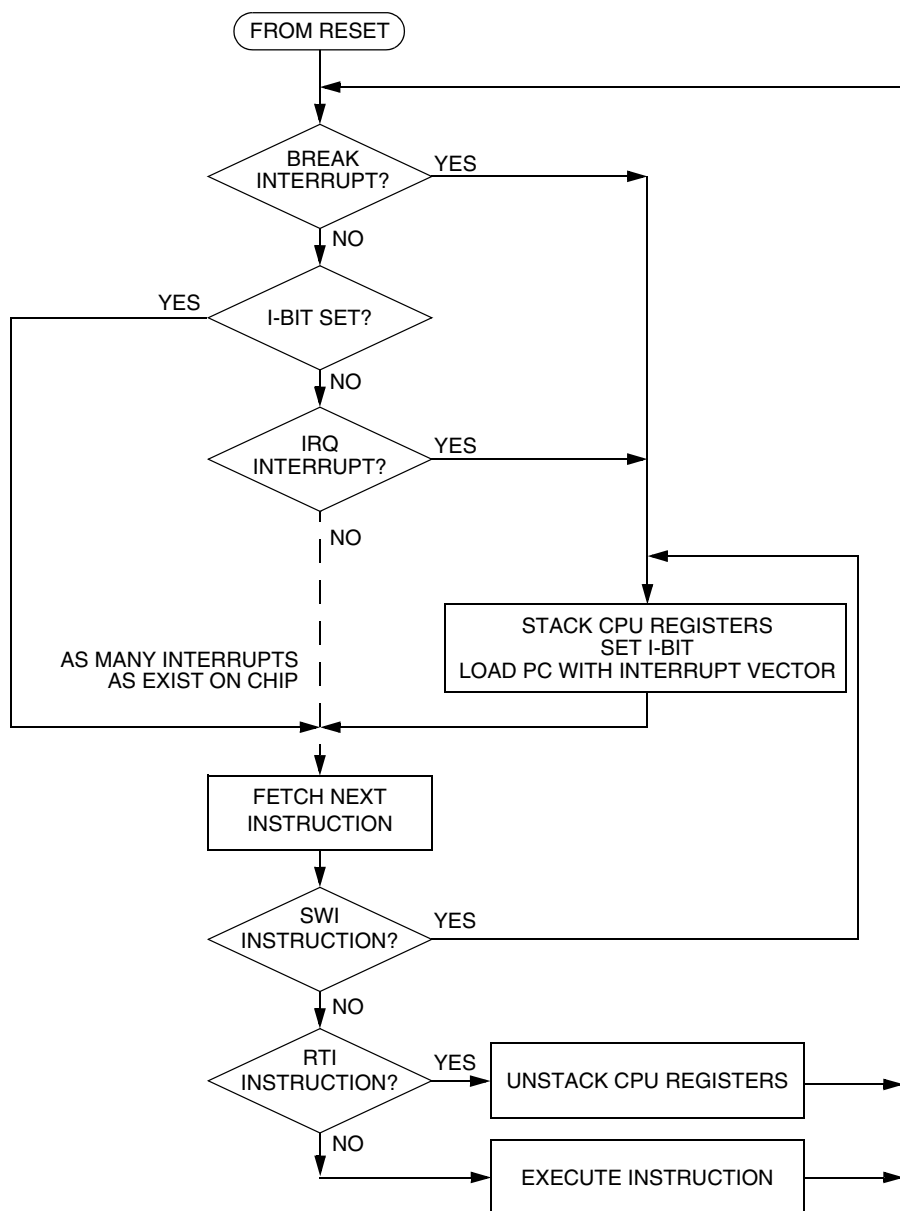 FROM RESET
BREAK
INTERRUPT?
YES
NO
YES
I-BIT SET?
NO
IRQ
INTERRUPT?
YES
NO
STACK CPU REGISTERS
SET I-BIT
LOAD PC WITH INTERRUPT VECTOR
AS MANY INTERRUPTS
AS EXIST ON CHIP
FETCH NEXT
INSTRUCTION
SWI
INSTRUCTION?
YES
NO
RTI
INSTRUCTION?
YES
UNSTACK CPU REGISTERS
NO
EXECUTE INSTRUCTION